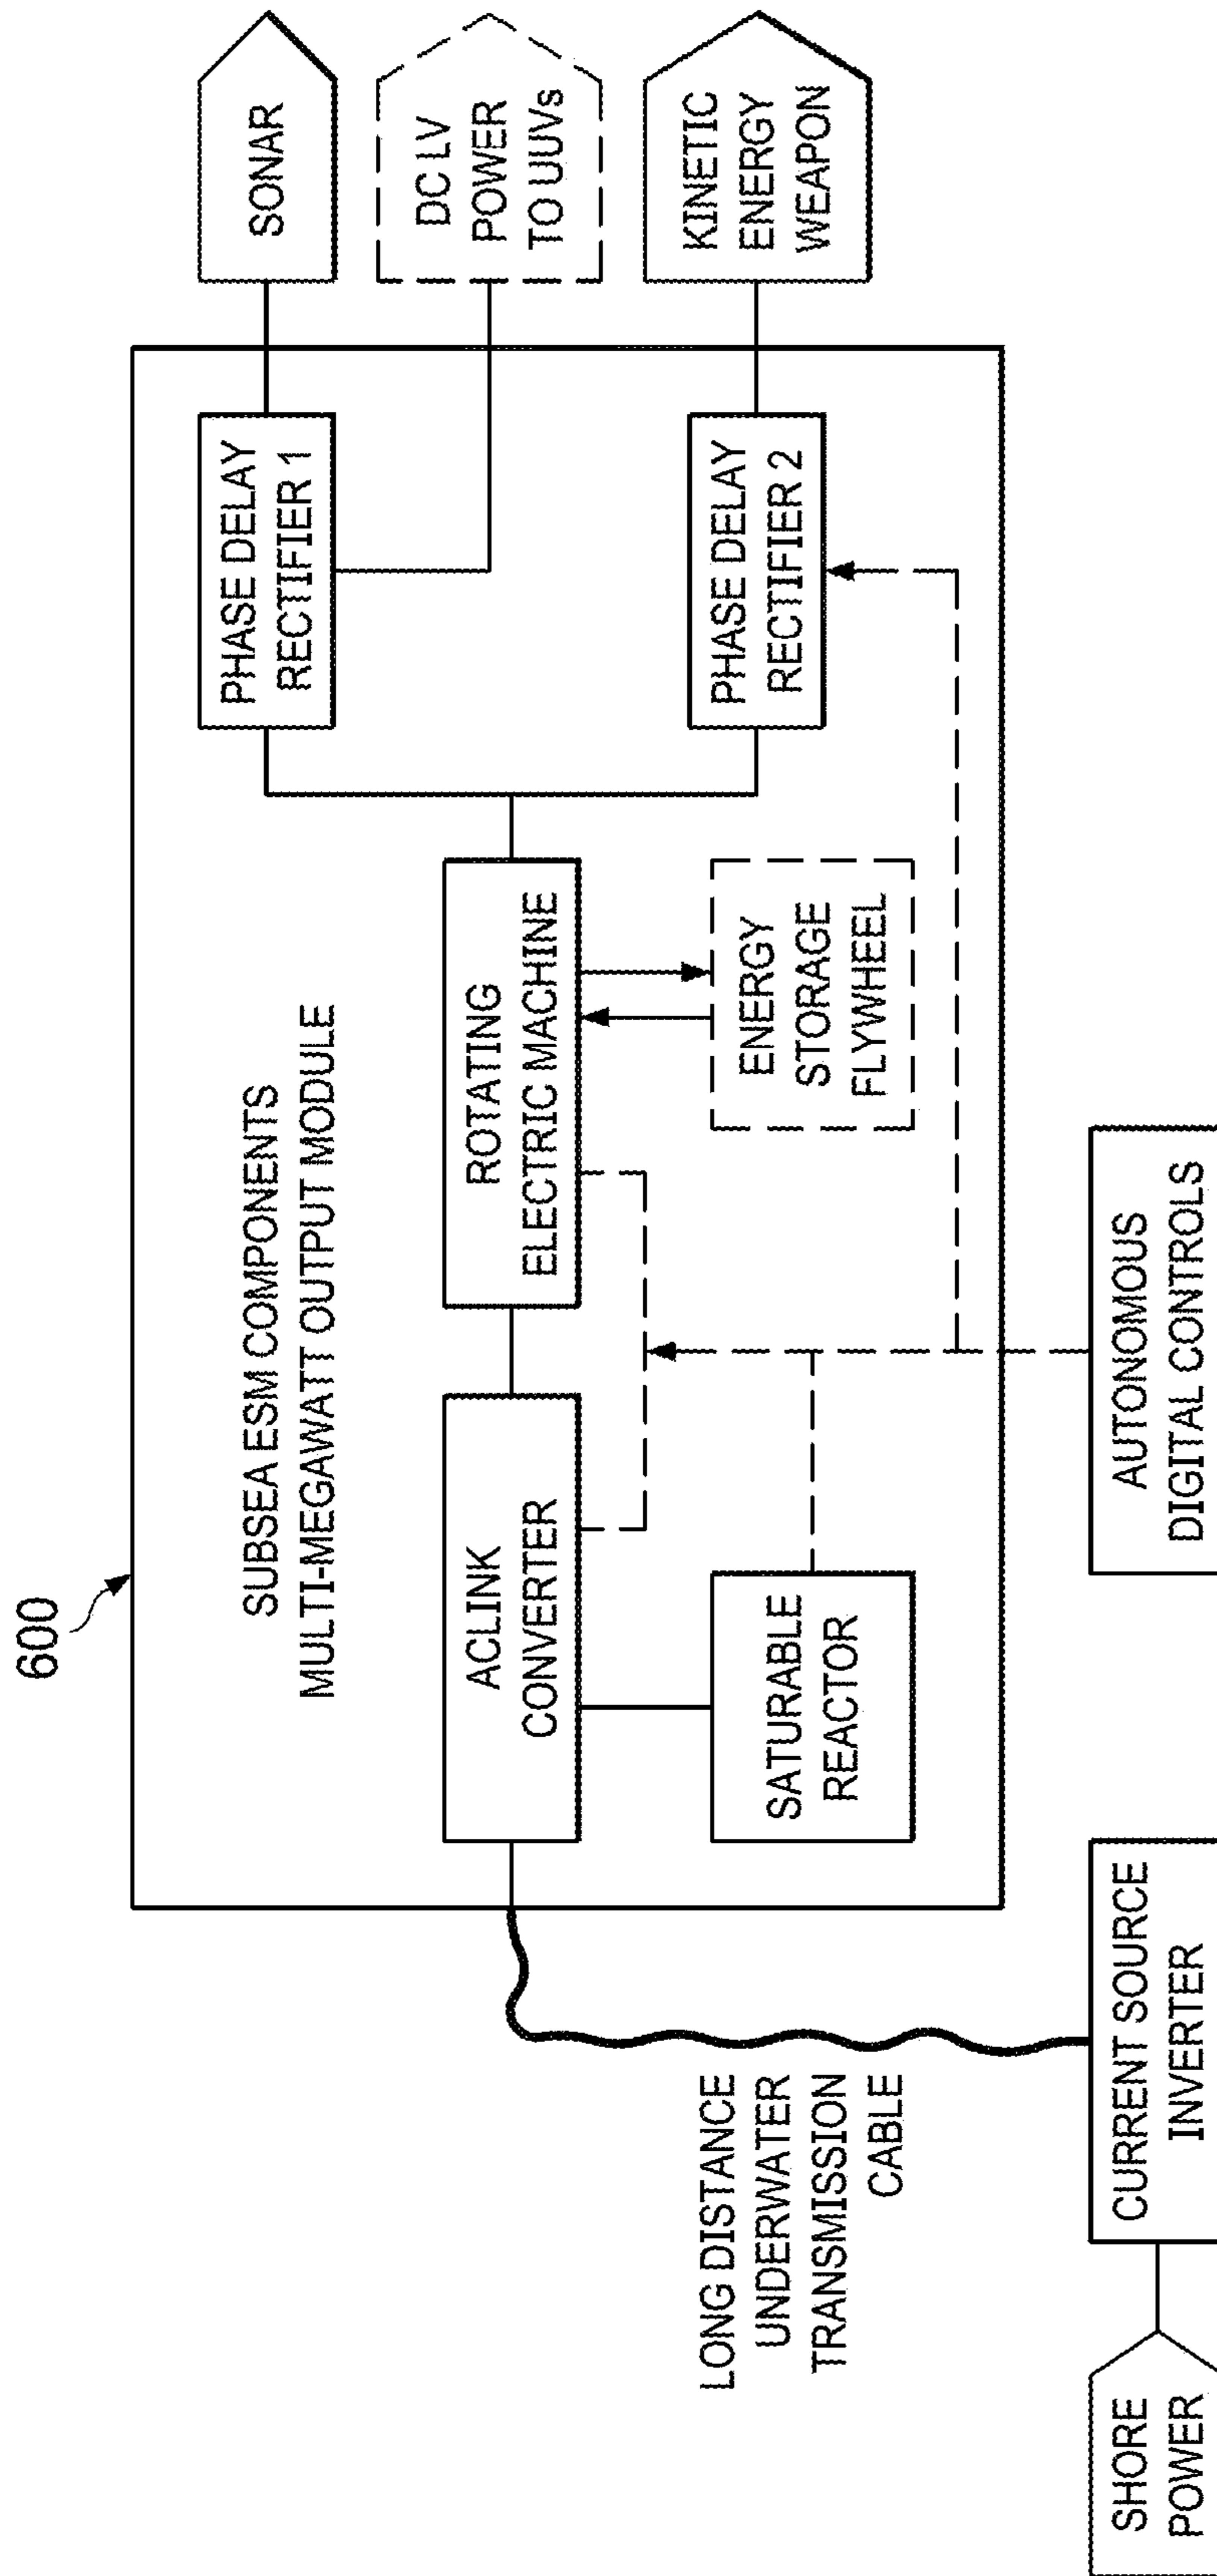 600
SUBSEA ESM COMPONENTS
MULTI-MEGAWATT OUTPUT MODULE
SHORE
POWER
CURRENT SOURCE
INVERTER
LONG DISTANCE
UNDERWATER
TRANSMISSION
CABLE
ACLINK
CONVERTER
SATURABLE
REACTOR
ROTATING
ELECTRIC MACHINE
ENERGY
STORAGE
FLYWHEEL
AUTONOMOUS
DIGITAL CONTROLS
PHASE DELAY
RECTIFIER 1
PHASE DELAY
RECTIFIER 2
SONAR
DC LV
POWER
TO UUVs
KINETIC
ENERGY
WEAPON